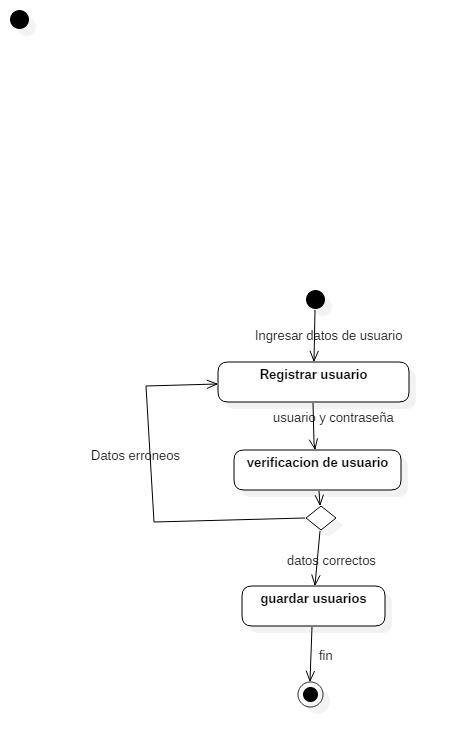 Ingresar datos de usuario
Registrar usuario
usuario y contraseña
Datos erroneos
verificacion de usuario
datos correctos
guardar usuarios
fin